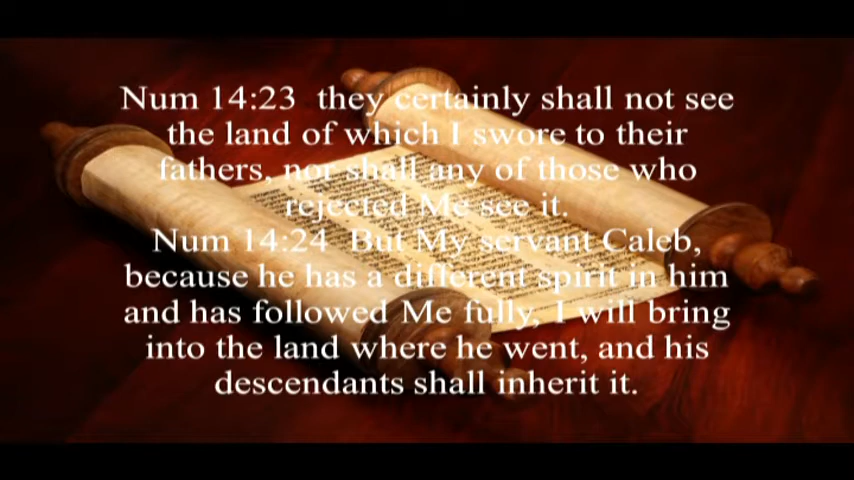 Num 14:23  they certainly shall not see
the land of which I swore to their
fathers, nor shall any of those who
rejected Me see it.
Num 14:24  But My servant Caleb,
because he has a different spirit in him
and has followed Me fully, I will bring
into the land where he went, and his
descendants shall inherit it.